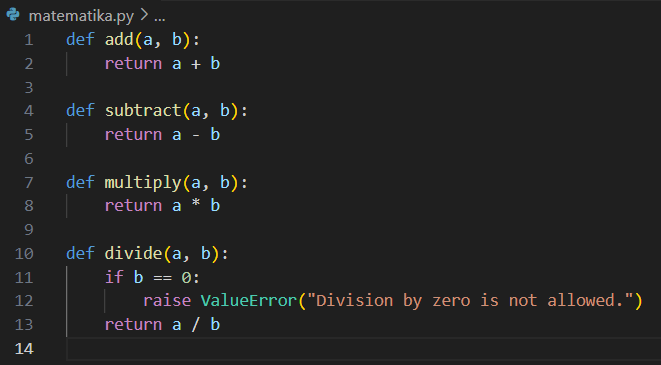 matematika.py > ...
1 def add(a, b):
2     return a + b
3
4 def subtract(a, b):
5     return a - b
6
7 def multiply(a, b):
8     return a * b
9
10 def divide(a, b):
11     if b == 0:
12         raise ValueError("Division by zero is not allowed.")
13     return a / b
14